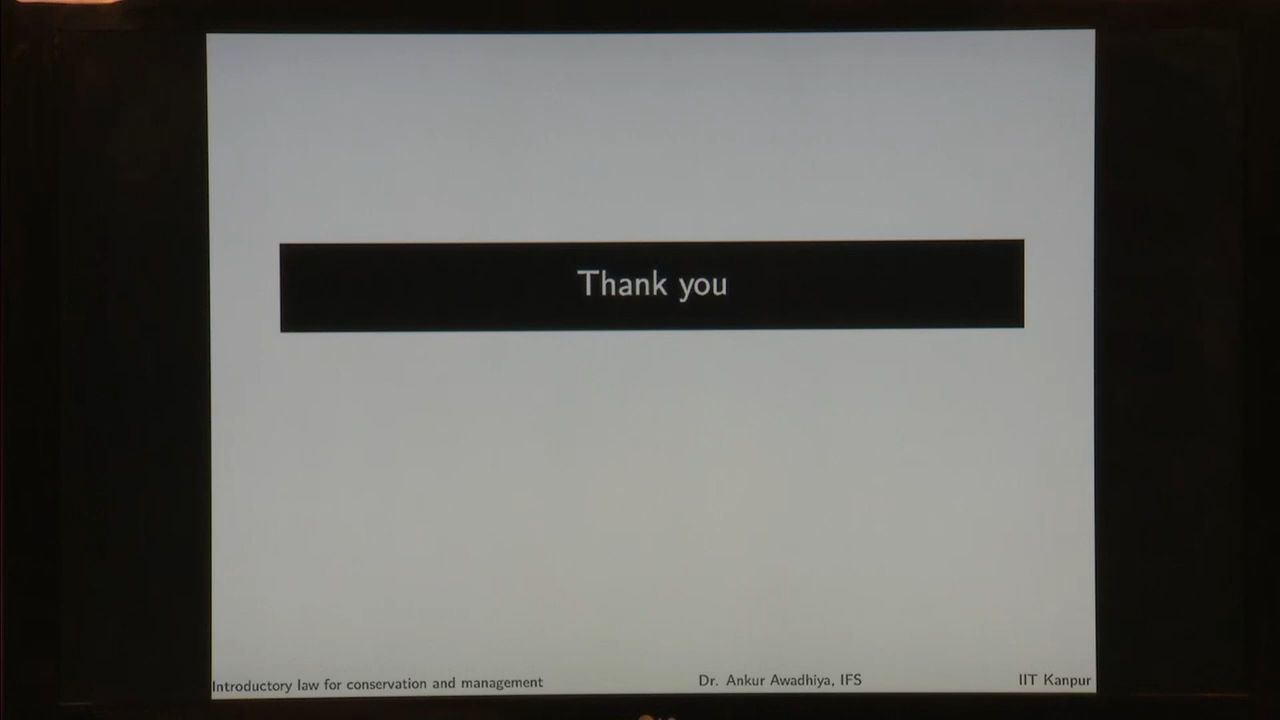 Thank you
Introductory law for conservation and management Dr. Ankur Awadhiya, IFS IIT Kanpur